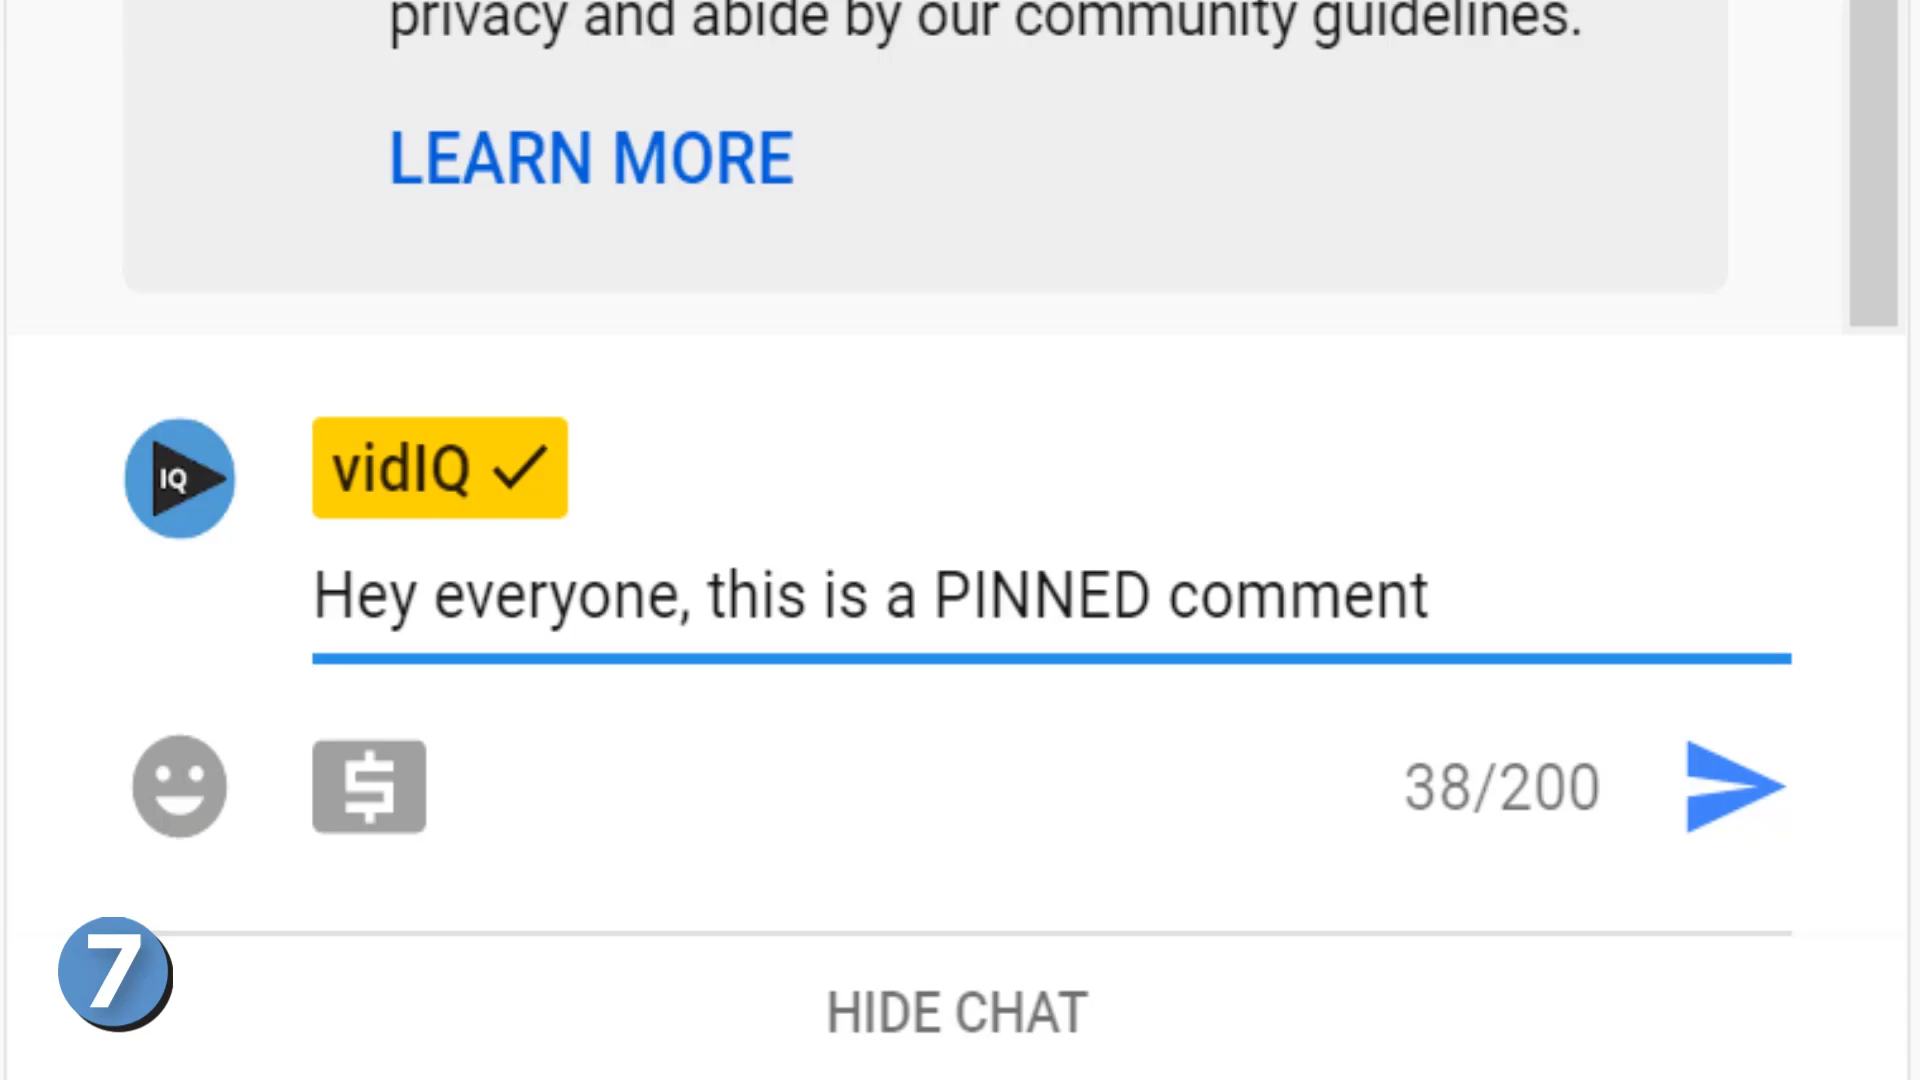 privacy and abide by our community guidelines.
LEARN MORE
IQ
vidIQ
Hey everyone, this is a PINNED comment
38/200
7
HIDE CHAT